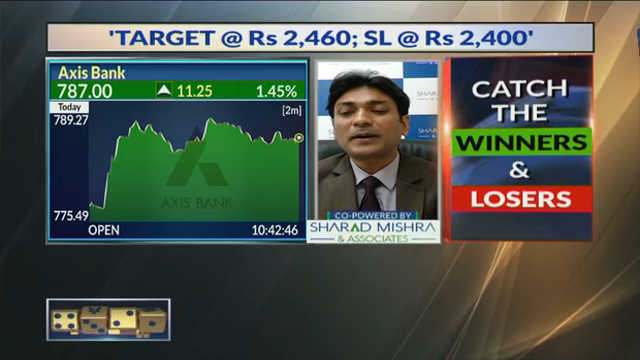 'TARGET @ Rs 2,460; SL @ Rs 2,400'
Axis Bank
787.00 11.25 1.45%
Today [2m]
789.27
AXIS BANK
775.49
OPEN 10:42:46
SHARAD
CO-POWERED BY
SHARAD MISHRA
& ASSOCIATES
CATCH
THE
WINNERS
&
LOSERS